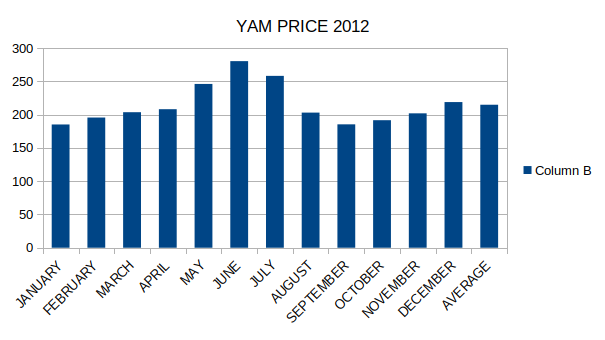 YAM PRICE 2012
300
250
200
150
100
50
0
JANUARY
FEBRUARY
MARCH
APRIL
MAY
JUNE
JULY
AUGUST
SEPTEMBER
OCTOBER
NOVEMBER
DECEMBER
AVERAGE
Column B